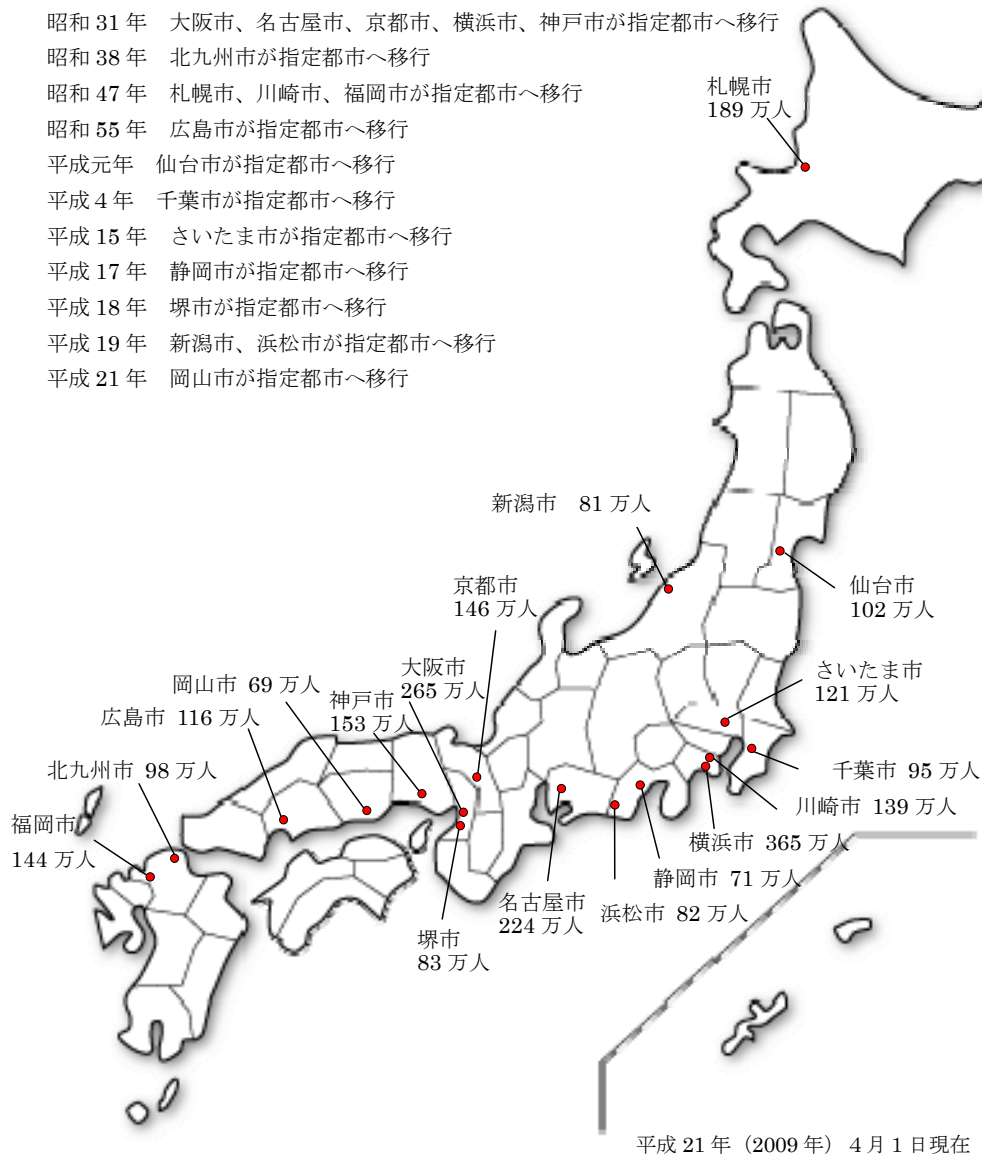 昭和 31 年　大阪市、名古屋市、京都市、横浜市、神戸市が指定都市へ移行
昭和 38 年　北九州市が指定都市へ移行
昭和 47 年　札幌市、川崎市、福岡市が指定都市へ移行
昭和 55 年　広島市が指定都市へ移行
平成元年　仙台市が指定都市へ移行
平成 4 年　千葉市が指定都市へ移行
平成 15 年　さいたま市が指定都市へ移行
平成 17 年　静岡市が指定都市へ移行
平成 18 年　堺市が指定都市へ移行
平成 19 年　新潟市、浜松市が指定都市へ移行
平成 21 年　岡山市が指定都市へ移行
札幌市
189 万人
新潟市　81 万人
仙台市
102 万人
京都市
146 万人
大阪市
265 万人
さいたま市
121 万人
岡山市 69 万人
神戸市
153 万人
広島市 116 万人
北九州市 98 万人
千葉市 95 万人
川崎市 139 万人
福岡市
144 万人
横浜市 365 万人
静岡市 71 万人
名古屋市
224 万人
浜松市 82 万人
堺市
83 万人
平成 21 年（2009 年）4 月 1 日現在